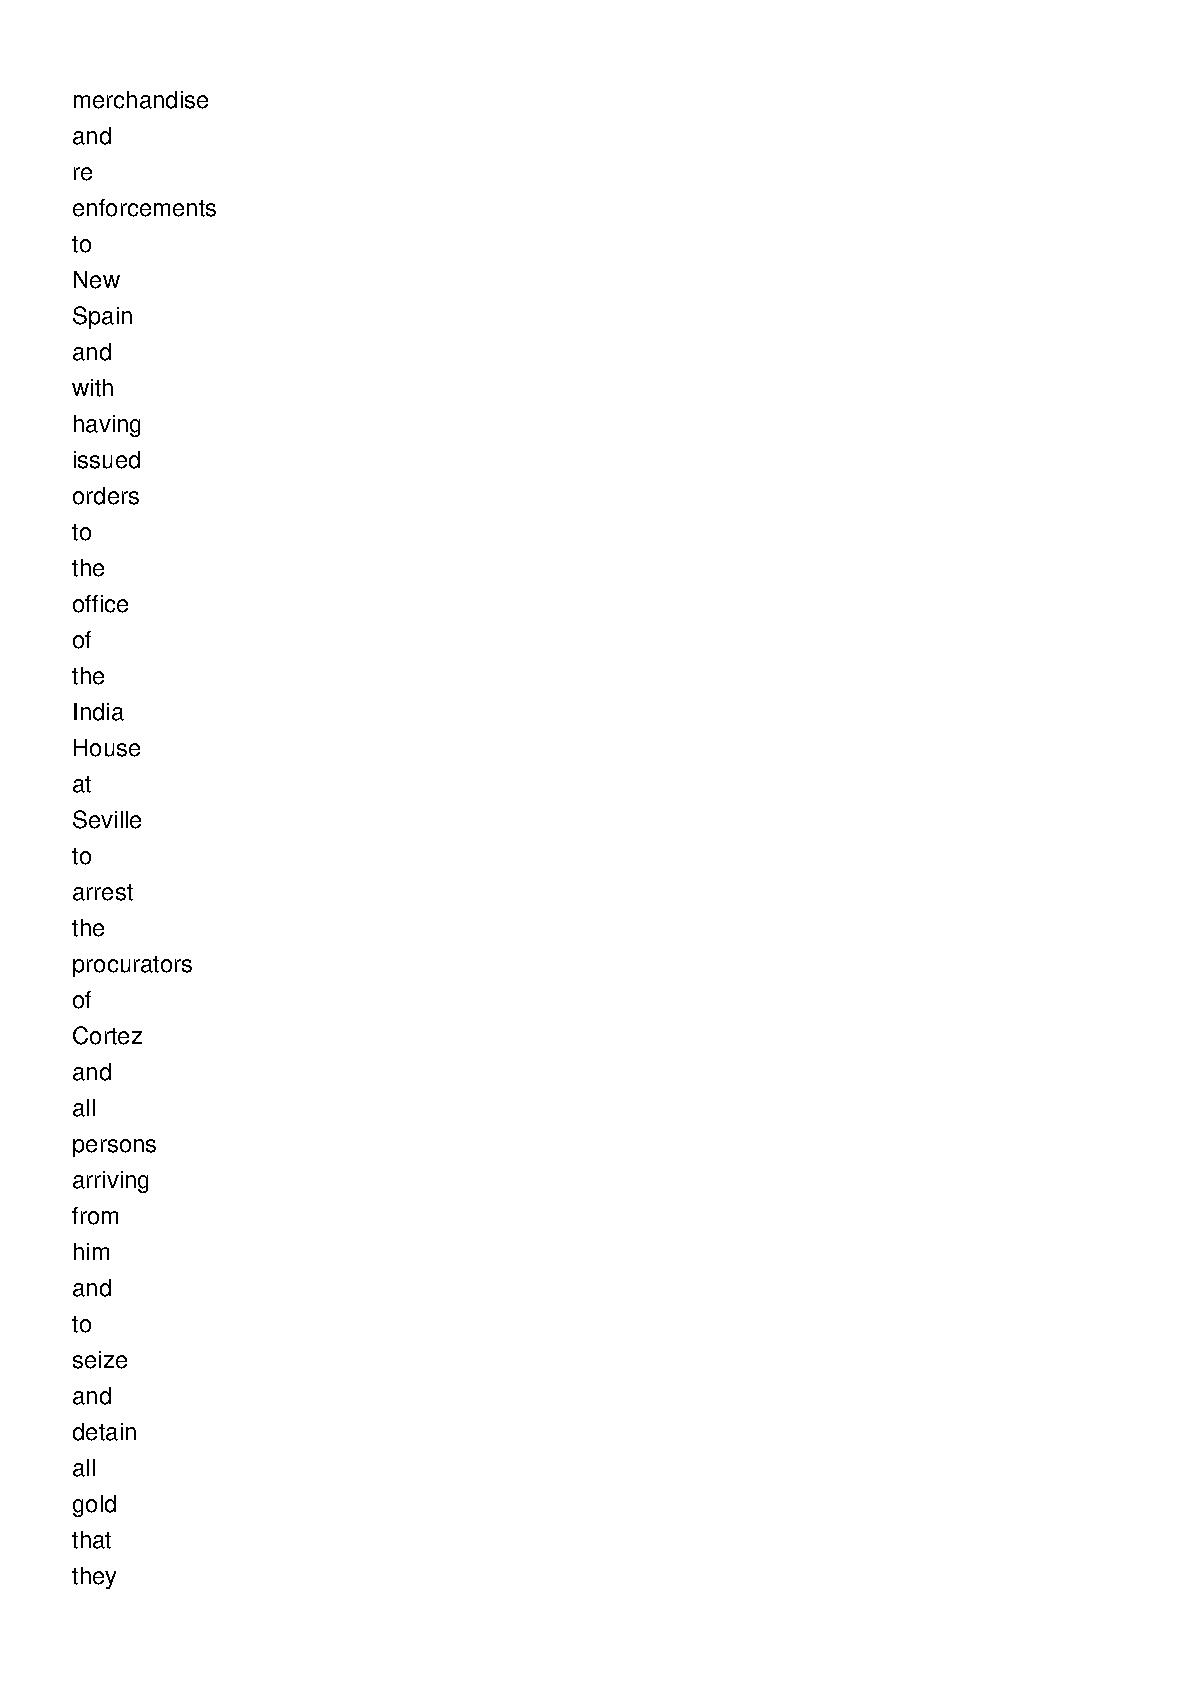 merchandise
and
re
enforcements
to
New
Spain
and
with
having
issued
orders
to
the
office
of
the
India
House
at
Seville
to
arrest
the
procurators
of
Cortez
and
all
persons
arriving
from
him
and
to
seize
and
detain
all
gold
that
they